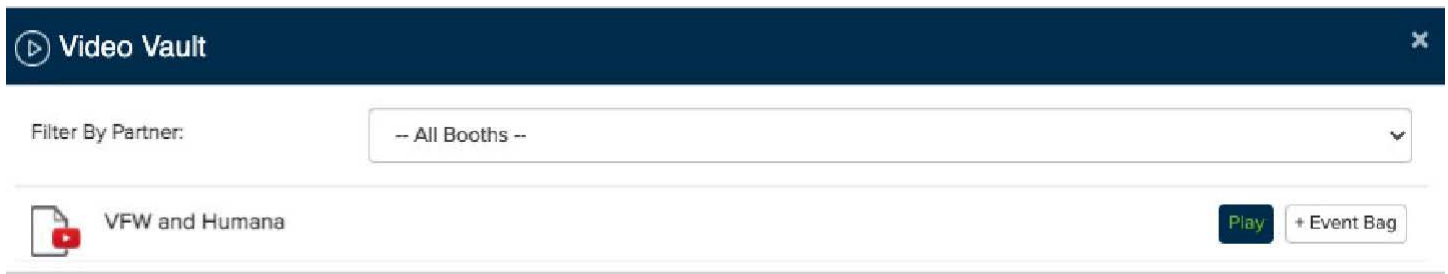 Video Vault
×
Filter By Partner:
-- All Booths --
VFW and Humana
Play
+ Event Bag